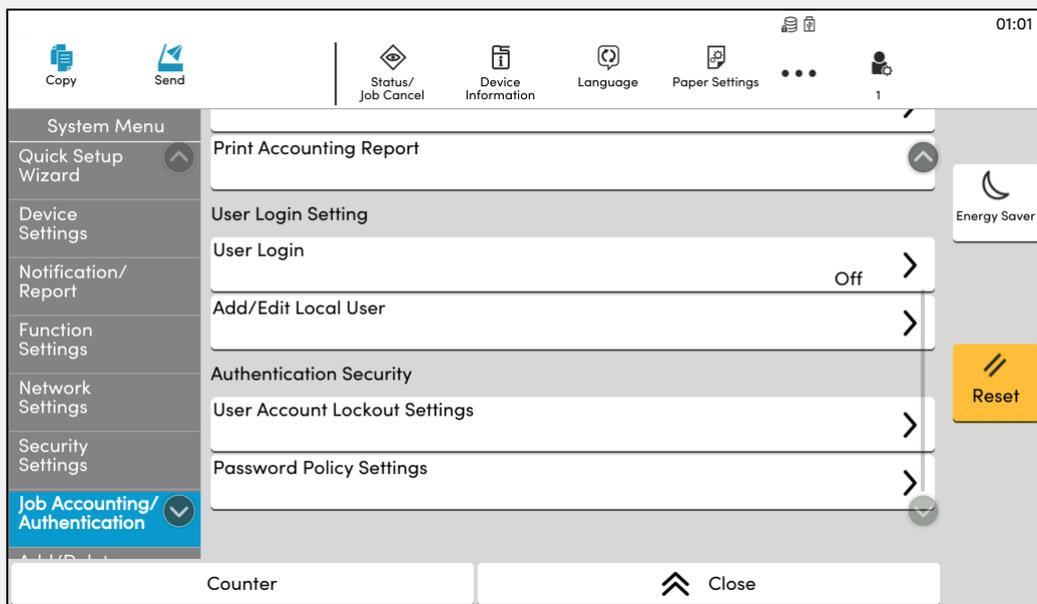 01:01
Copy
Send
Status/
Job Cancel
Device
Information
Language
Paper Settings
1
System Menu
Quick Setup
Wizard
Device
Settings
Notification/
Report
Function
Settings
Network
Settings
Security
Settings
Job Accounting/
Authentication
Print Accounting Report
User Login Setting
User Login
Off
Add/Edit Local User
Authentication Security
User Account Lockout Settings
Password Policy Settings
Energy Saver
Reset
Counter
Close